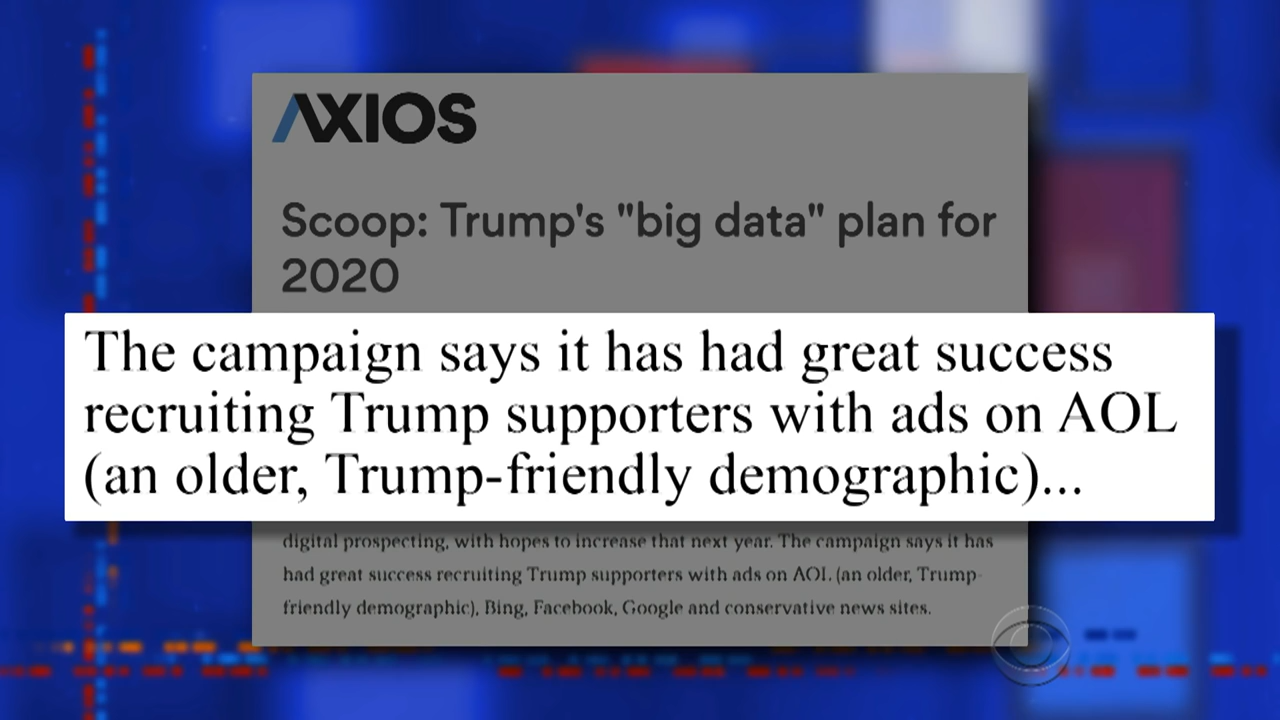 AXIOS
Scoop: Trump's "big data" plan for
2020
The campaign says it has had great success
recruiting Trump supporters with ads on AOL
(an older, Trump-friendly demographic)...
digital prospecting, with hopes to increase that next year. The campaign says it has
had great success recruiting Trump supporters with ads on AOL (an older, Trump-
friendly demographic), Bing, Facebook, Google and conservative news sites.